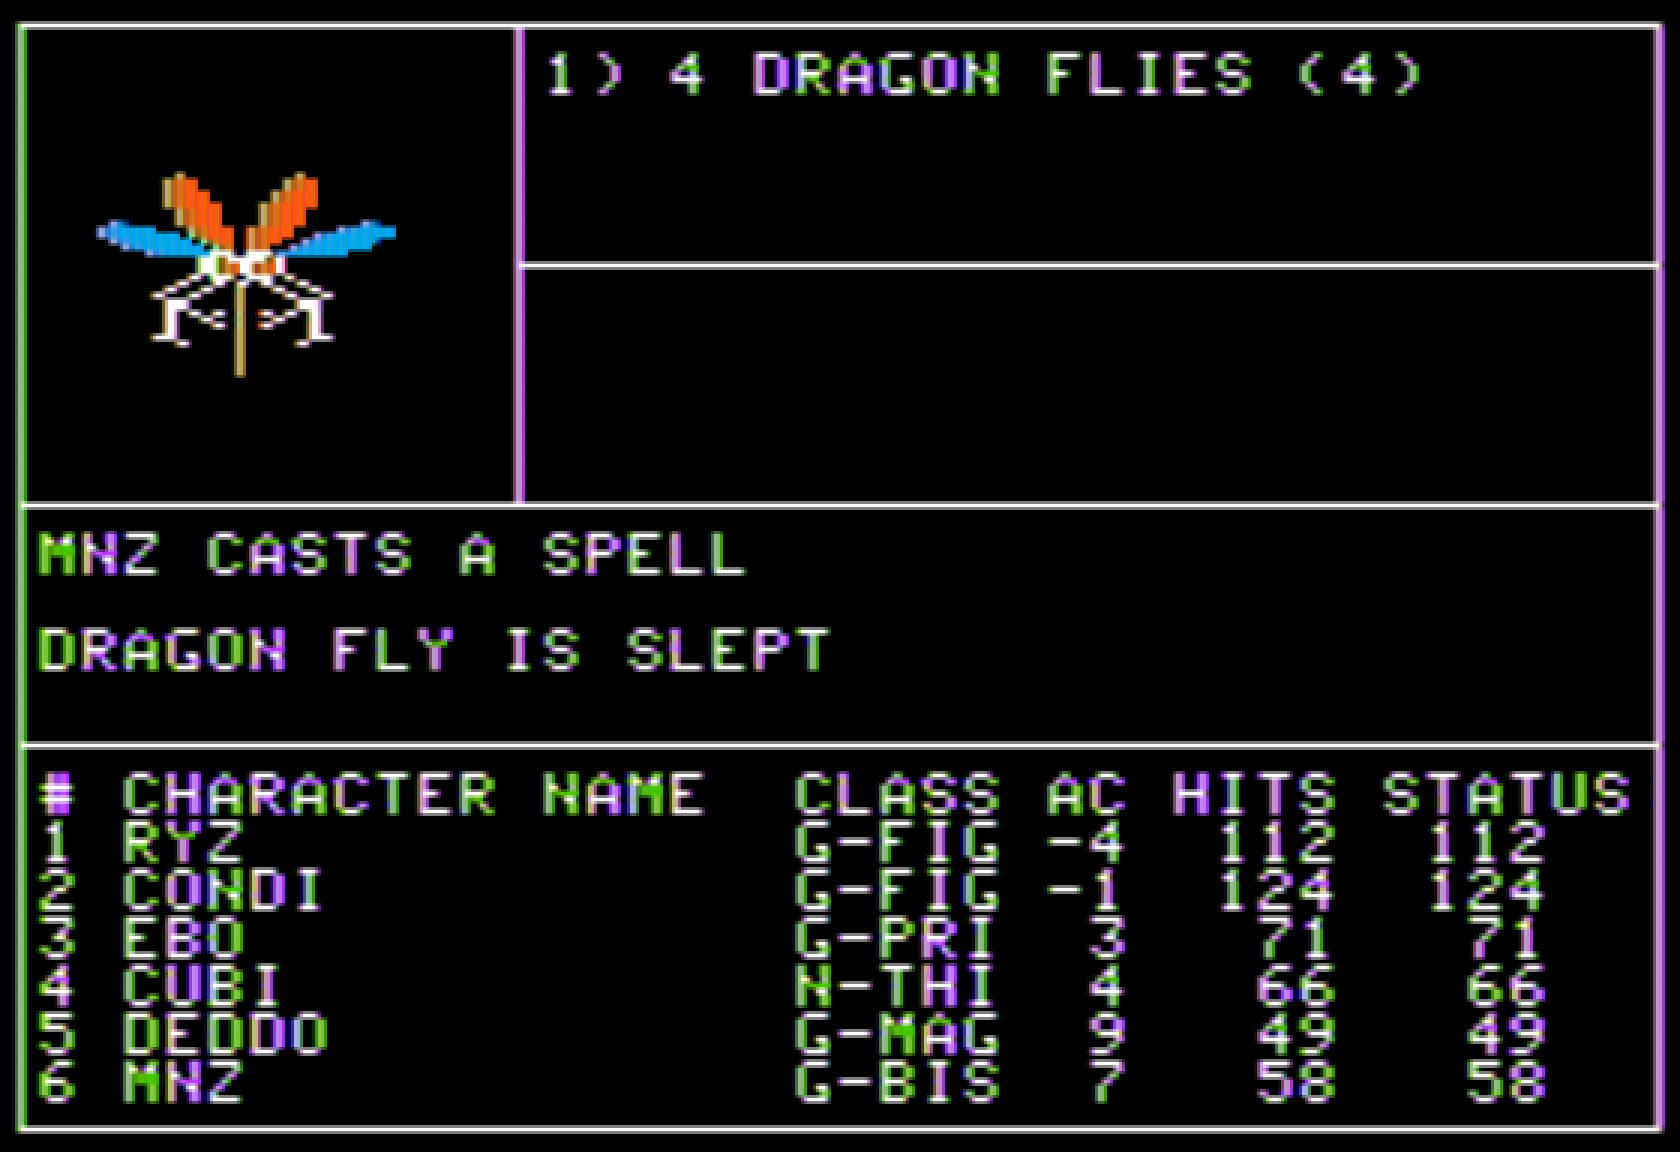 1) 4 DRAGON FLIES (4)
MNZ CASTS A SPELL
DRAGON FLY IS SLEPT
# CHARACTER NAME CLASS AC HITS STATUS
1 RYZ G-FIG -4 112 112
2 CONDI G-FIG -1 124 124
3 EBO G-PRI 3 71 71
4 CUBI N-THI 4 66 66
5 DEDDO G-MAG 9 49 49
6 MNZ G-BIS 7 58 58